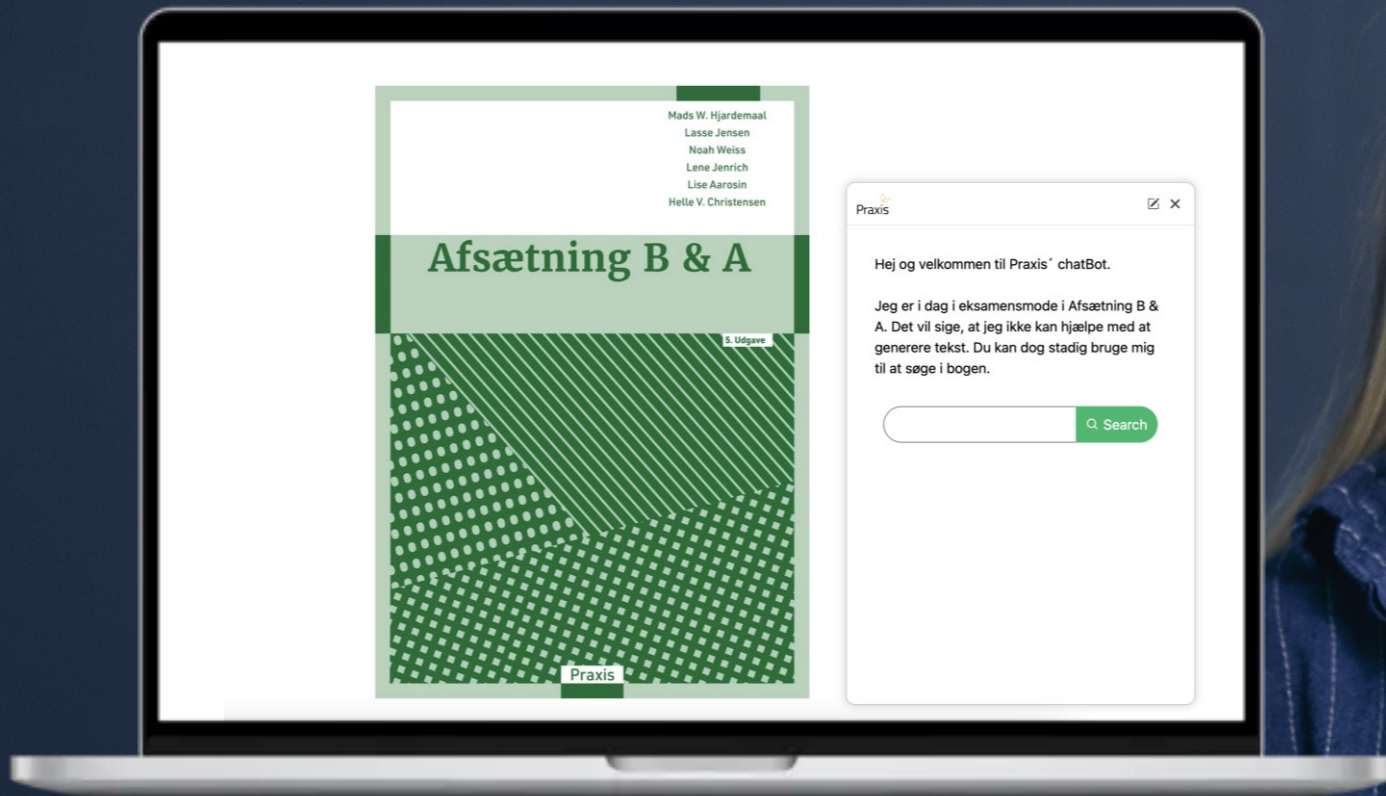 Mads W. Hjardemaal
Lasse Jensen
Noah Weiss
Lene Jenrich
Lise Aarosin
Helle V. Christensen
Afsætning B & A
5. Udgave
Praxis
Praxis
Hej og velkommen til Praxis´ chatBot.
Jeg er i dag i eksamensmode i Afsætning B &
A. Det vil sige, at jeg ikke kan hjælpe med at
generere tekst. Du kan dog stadig bruge mig
til at søge i bogen.
Search